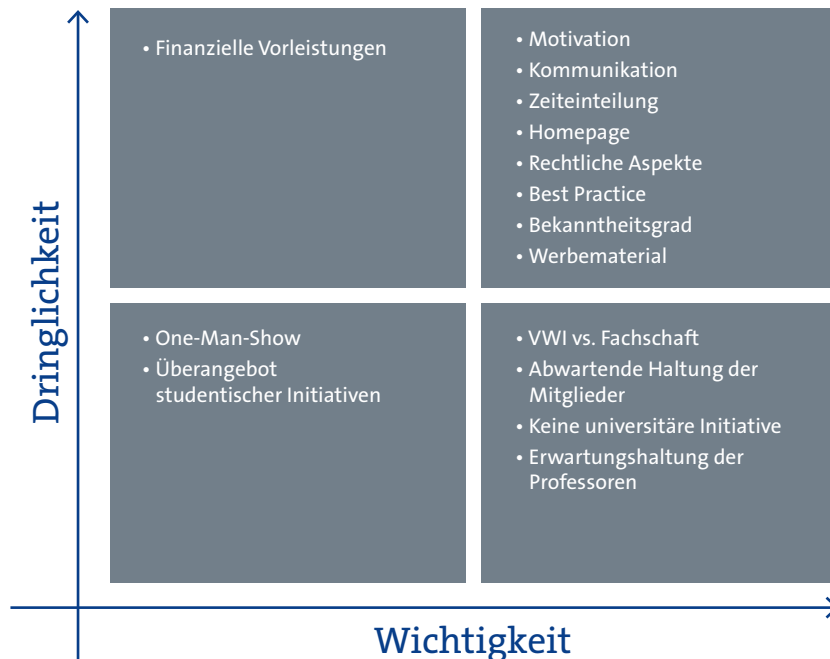 Dringlichkeit
• Finanzielle Vorleistungen
• Motivation
• Kommunikation
• Zeiteinteilung
• Homepage
• Rechtliche Aspekte
• Best Practice
• Bekanntheitsgrad
• Werbematerial
• One-Man-Show
• Überangebot
studentischer Initiativen
• VWI vs. Fachschaft
• Abwartende Haltung der
Mitglieder
• Keine universitäre Initiative
• Erwartungshaltung der
Professoren
Wichtigkeit